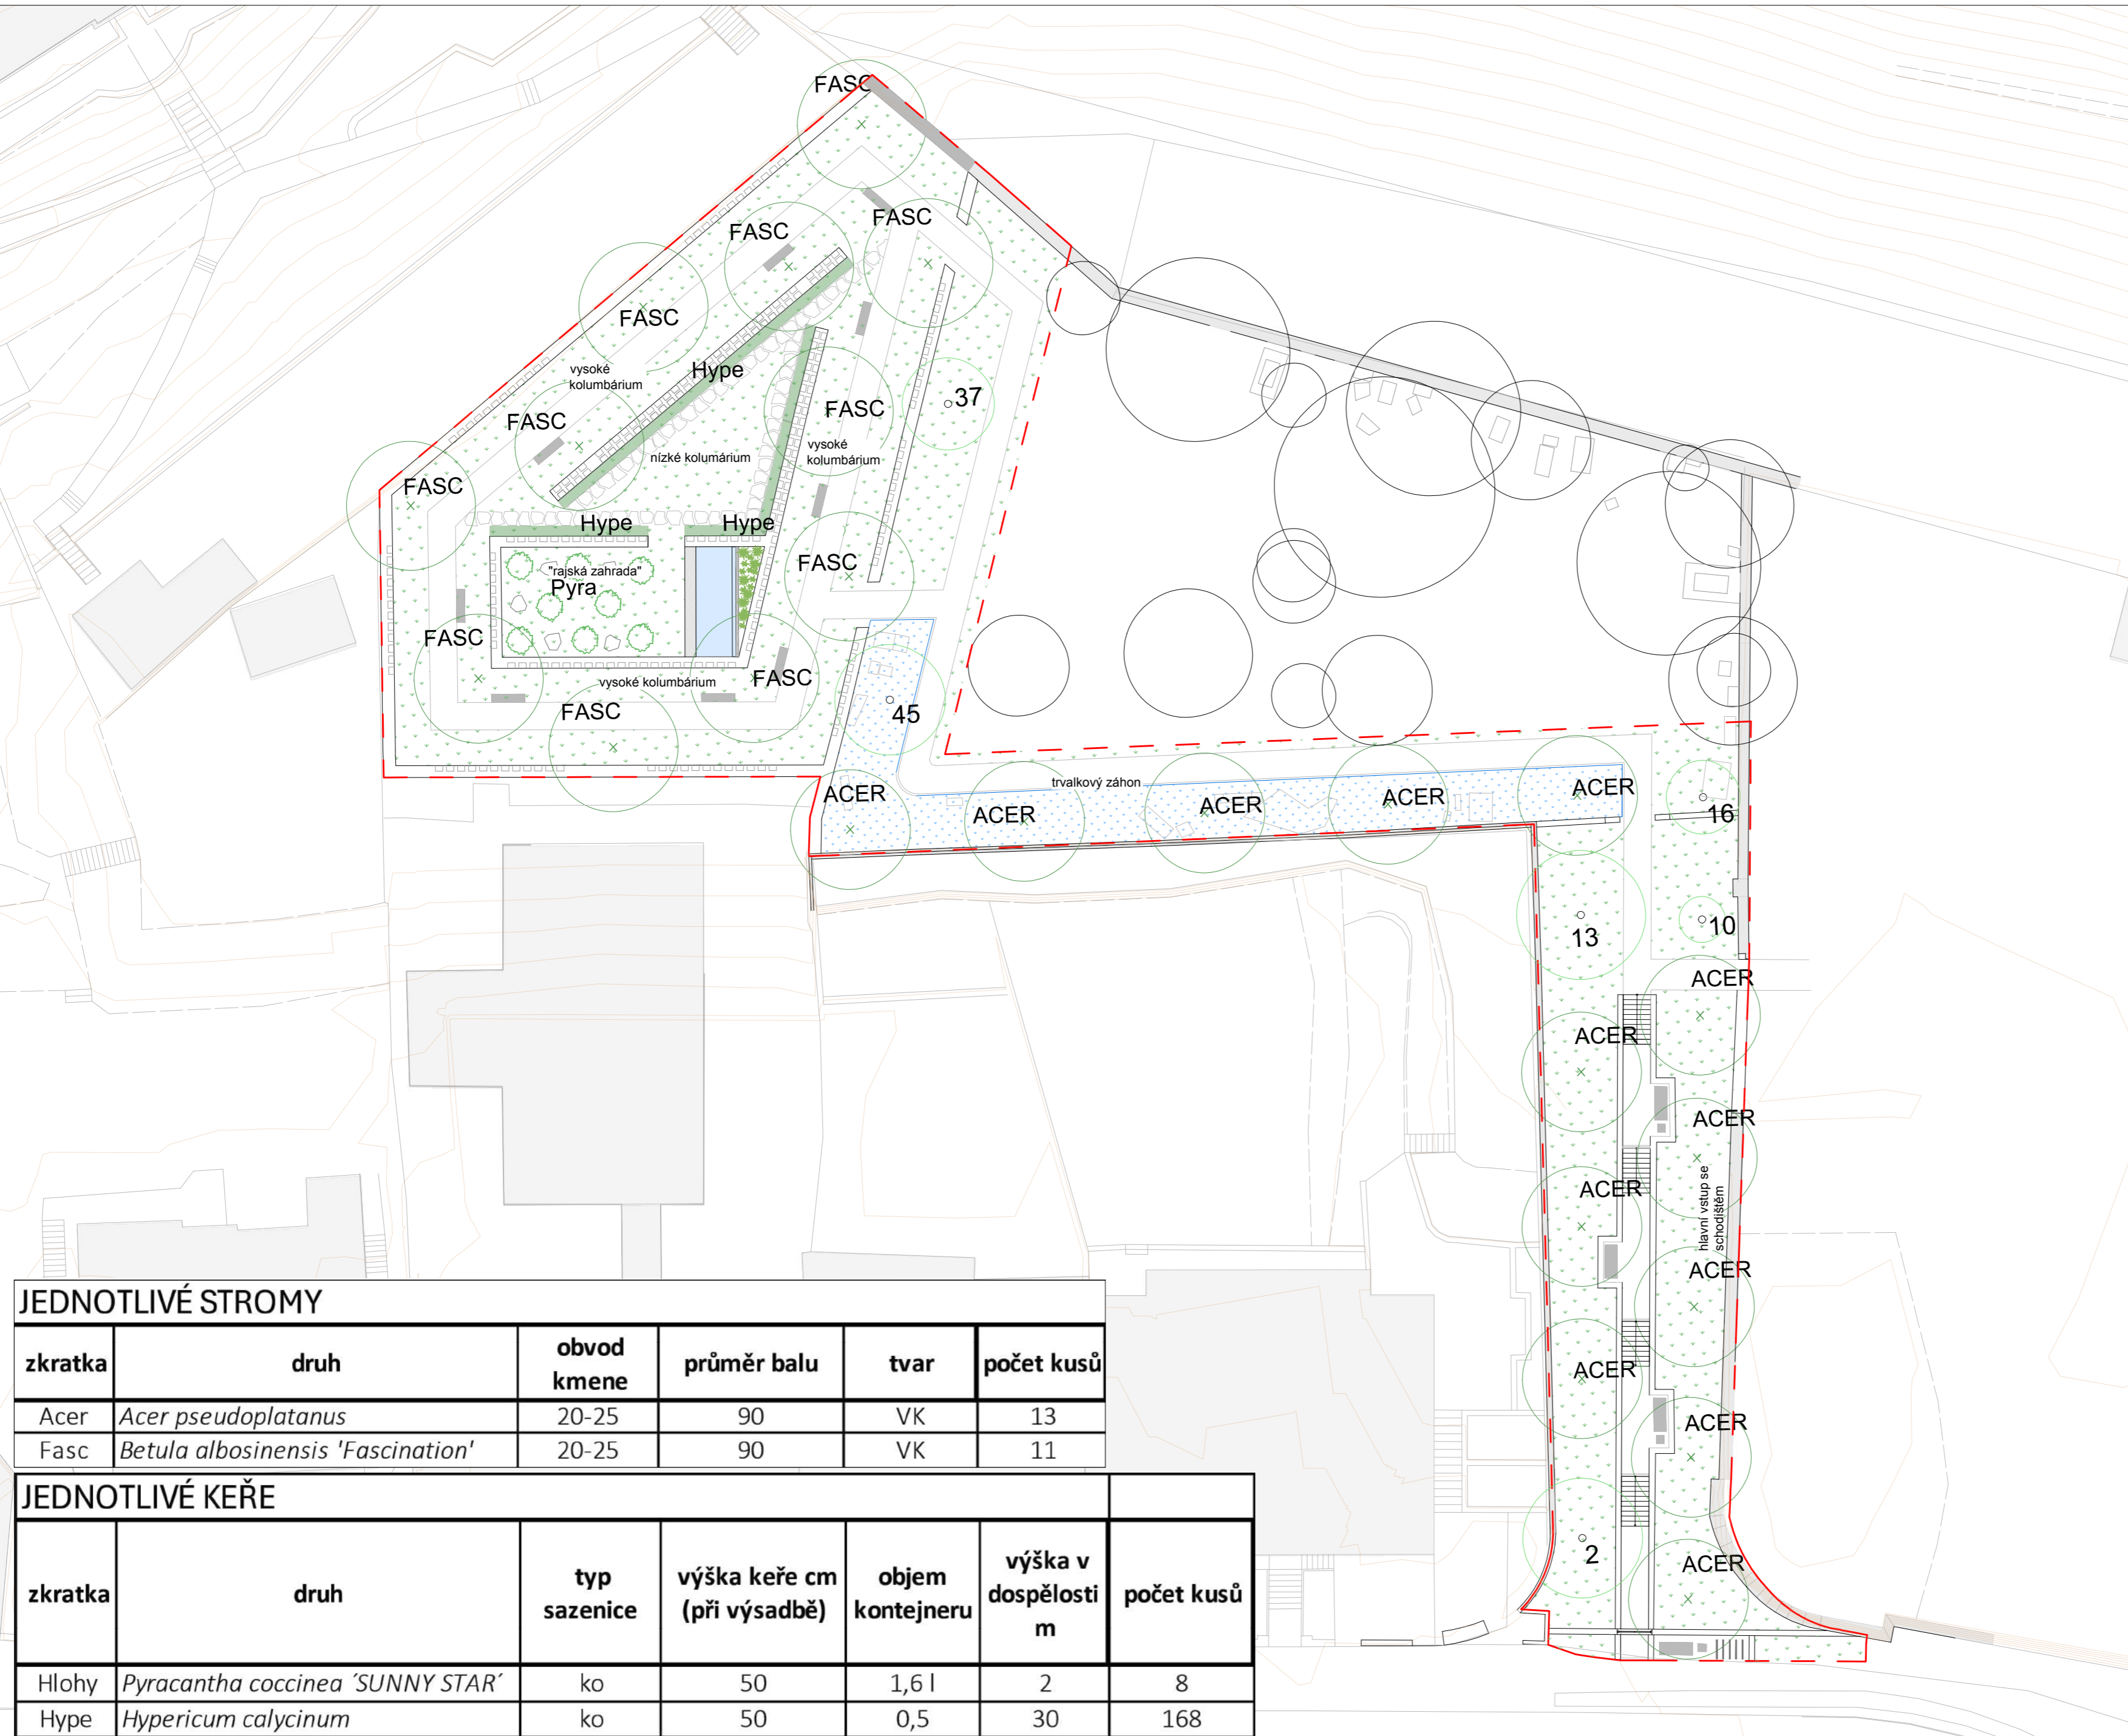 FASC
FASC
FASC
FASC
vysoké
kolumbárium
Hype
FASC
FASC
37
vysoké
kolumbárium
nízké kolumárium
FASC
Hype
Hype
FASC
"rajská zahrada"
Pyra
FASC
FASC
vysoké kolumbárium
FASC
45
trvalkový záhon
ACER
ACER
ACER
ACER
ACER
16
13
10
ACER
ACER
ACER
ACER
hlavní vstup se
schodištěm
ACER
ACER
ACER
2
ACER
JEDNOTLIVÉ STROMY
zkratka druh obvod kmene průměr balu tvar počet kusů
Acer Acer pseudoplatanus 20-25 90 VK 13
Fasc Betula albosinensis 'Fascination' 20-25 90 VK 11
JEDNOTLIVÉ KEŘE
zkratka druh typ sazenice výška keře cm (při výsadbě) objem kontejneru výška v dospělosti m počet kusů
Hlohy Pyracantha coccinea ´SUNNY STAR´ ko 50 1,6 l 2 8
Hype Hypericum calycinum ko 50 0,5 30 168